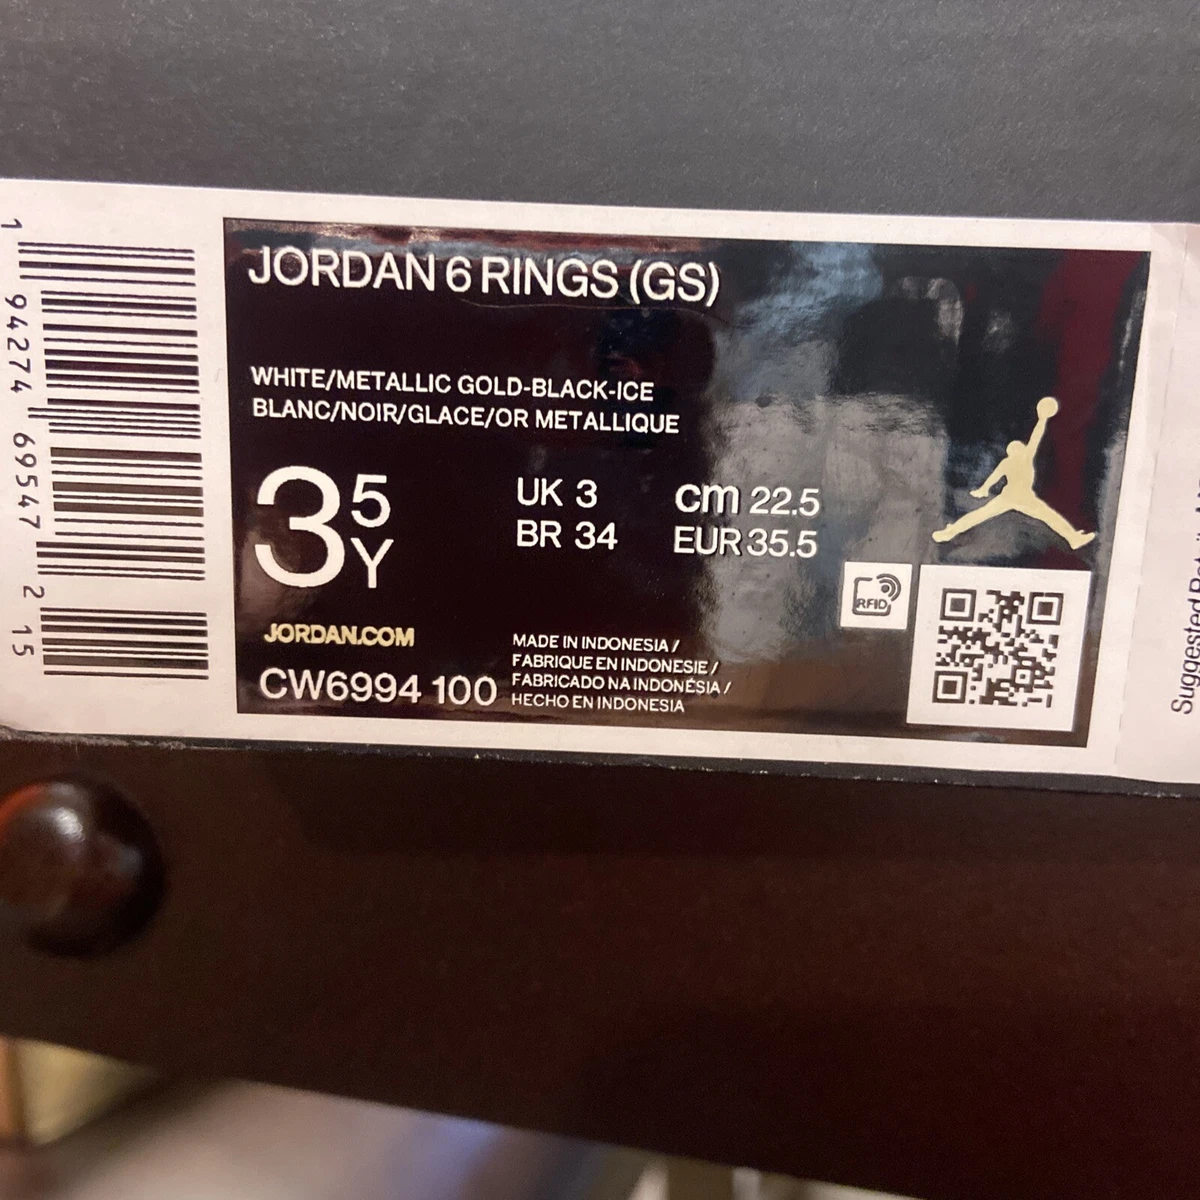 1 94274 69547 2 15
JORDAN 6 RINGS (GS)
WHITE/METALLIC GOLD-BLACK-ICE
BLANC/NOIR/GLACE/OR METALLIQUE
3 5 Y
UK 3
BR 34
cm 22.5
EUR 35.5
RFID
JORDAN.COM
CW6994 100
MADE IN INDONESIA /
FABRIQUE EN INDONESIE /
FABRICADO NA INDONÉSIA /
HECHO EN INDONESIA
Suggested